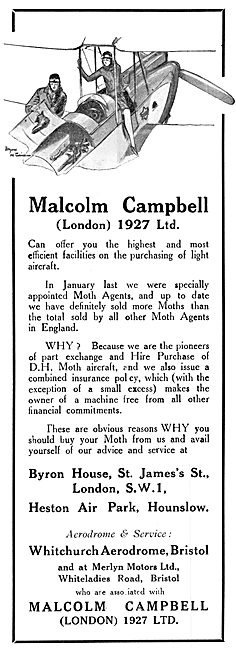 Malcolm Campbell
(London) 1927 Ltd.
Can offer you the highest and most
efficient facilities on the purchasing of light
aircraft.
In January last we were specially
appointed Moth Agents, and up to date
we have definitely sold more Moths than
the total sold by all other Moth Agents
in England.
WHY? Because we are the pioneers
of part exchange and Hire Purchase of
D.H. Moth aircraft, and we also issue a
combined insurance policy, which (with the
exception of a small excess) makes the
owner of a machine free from all other
financial commitments.
These are obvious reasons WHY you
should buy your Moth from us and avail
yourself of our advice and service at
Byron House, St. James's St.,
London, S.W.1,
Heston Air Park, Hounslow.
Aerodrome & Service:
Whitchurch Aerodrome, Bristol
and at Merlyn Motors Ltd.,
Whiteladies Road, Bristol
who are associated with
MALCOLM CAMPBELL
(LONDON) 1927 LTD.